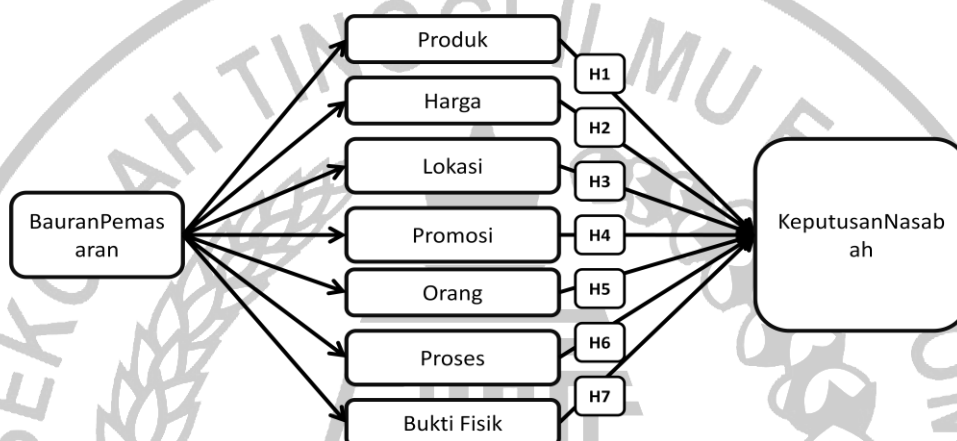 Produk
H1
Harga
H2
Lokasi
H3
BauranPemas
aran
Promosi
H4
KeputusanNasab
ah
Orang
H5
Proses
H6
Bukti Fisik
H7